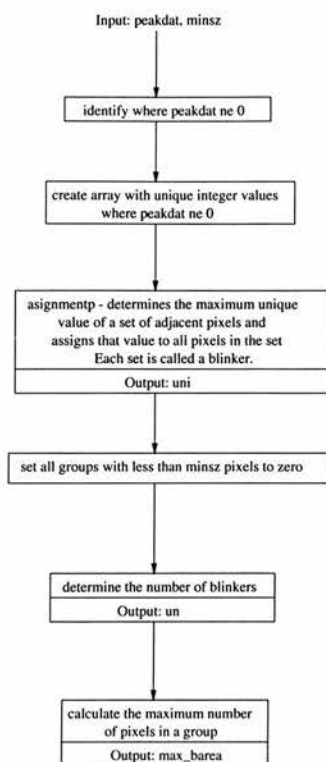 Input: peakdat, minsz
identify where peakdat ne 0
create array with unique integer values
where peakdat ne 0
asignmentp - determines the maximum unique
value of a set of adjacent pixels and
assigns that value to all pixels in the set
Each set is called a blinker.
Output: uni
set all groups with less than minsz pixels to zero
determine the number of blinkers
Output: un
calculate the maximum number
of pixels in a group
Output: max_barea